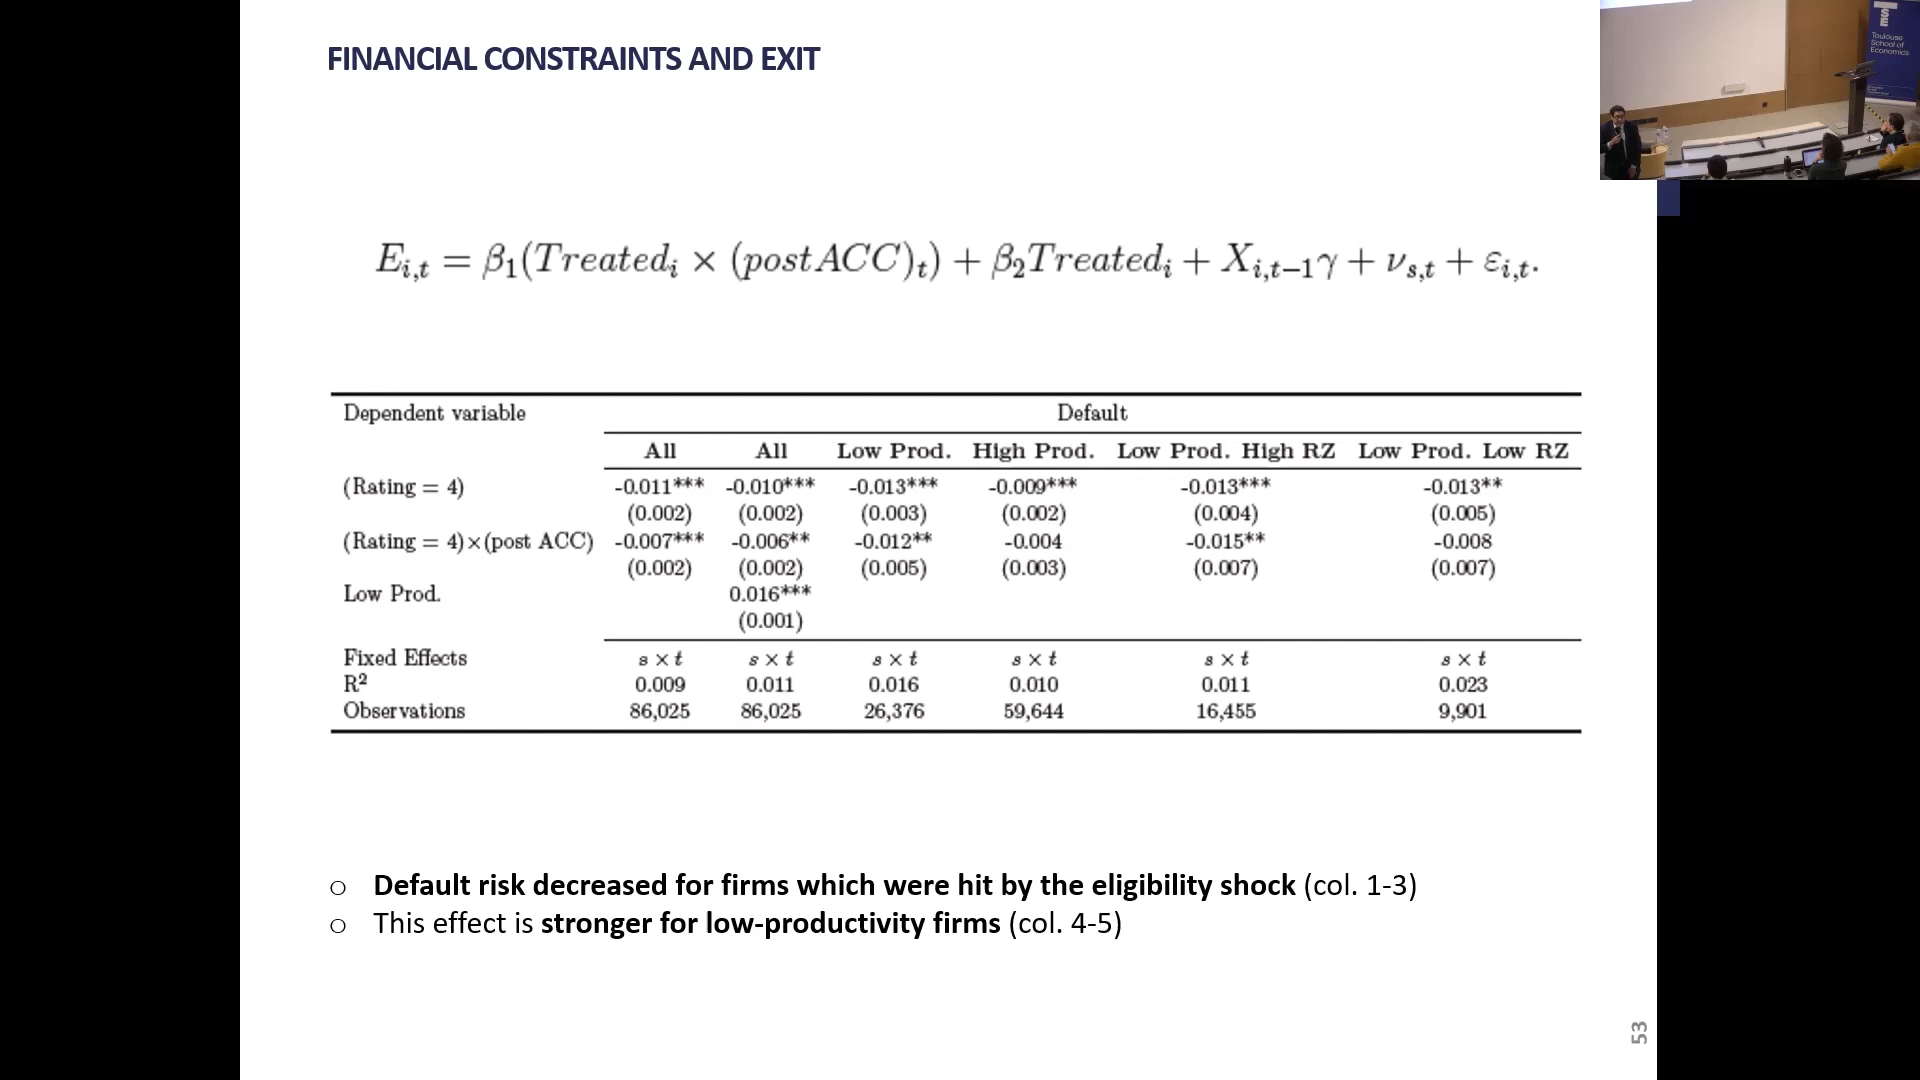 FINANCIAL CONSTRAINTS AND EXIT
TSE
Toulouse
School of
Economics
E_{i,t} = β_1(Treated_i × (postACC)_t) + β_2Treated_i + X_{i,t−1}γ + ν_{s,t} + ε_{i,t}.
Dependent variable Default
All All Low Prod. High Prod. Low Prod. High RZ Low Prod. Low RZ
(Rating = 4) -0.011*** -0.010*** -0.013*** -0.009*** -0.013*** -0.013**
(0.002) (0.002) (0.003) (0.002) (0.004) (0.005)
(Rating = 4)×(post ACC) -0.007*** -0.006** -0.012** -0.004 -0.015** -0.008
(0.002) (0.002) (0.005) (0.003) (0.007) (0.007)
Low Prod. 0.016***
(0.001)
Fixed Effects s × t s × t s × t s × t s × t s × t
R² 0.009 0.011 0.016 0.010 0.011 0.023
Observations 86,025 86,025 26,376 59,644 16,455 9,901
o Default risk decreased for firms which were hit by the eligibility shock (col. 1-3)
o This effect is stronger for low-productivity firms (col. 4-5)
53